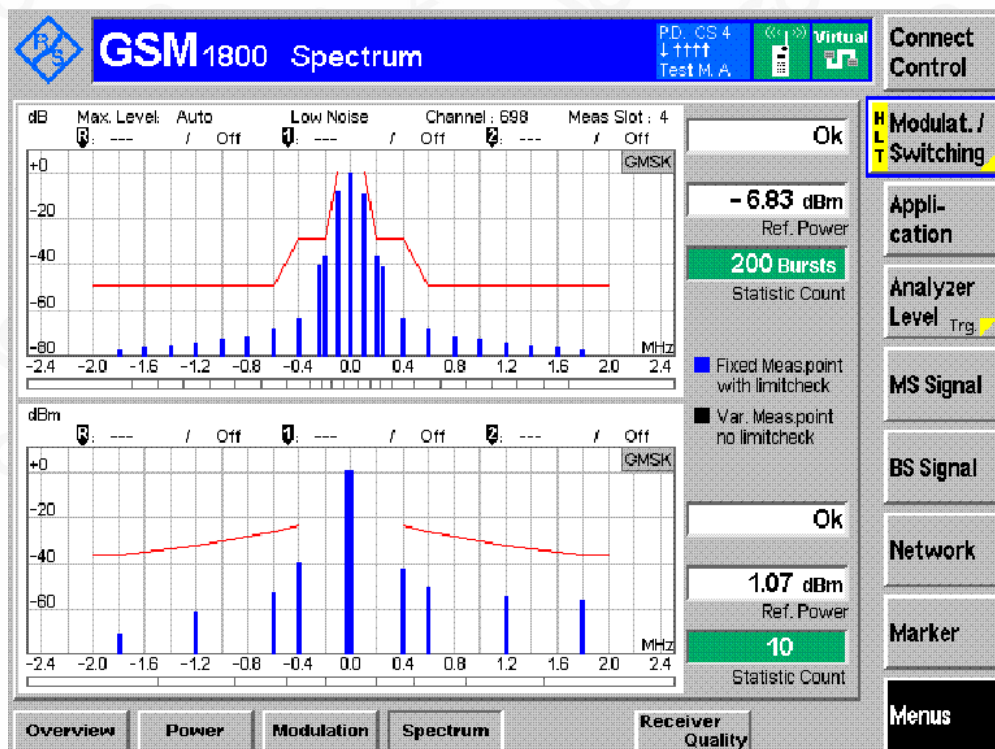 R/S
GSM 1800 Spectrum
P.D. CS 4
↓ ↑↑↑↑
Test M. A
Virtual
Connect
Control
dB Max. Level: Auto Low Noise Channel : 698 Meas Slot : 4
R: --- / Off 1: --- / Off 2: --- / Off
GMSK
+0
-20
-40
-60
-80
MHz
-2.4 -2.0 -1.6 -1.2 -0.8 -0.4 0.0 0.4 0.8 1.2 1.6 2.0 2.4
Ok
-6.83 dBm
Ref. Power
200 Bursts
Statistic Count
Fixed Meas.point
with limitcheck
Var. Meas.point
no limitcheck
dBm
R: --- / Off 1: --- / Off 2: --- / Off
GMSK
+0
-20
-40
-60
MHz
-2.4 -2.0 -1.6 -1.2 -0.8 -0.4 0.0 0.4 0.8 1.2 1.6 2.0 2.4
Ok
1.07 dBm
Ref. Power
10
Statistic Count
HLT
Modulat. /
Switching
Appli-
cation
Analyzer
Level Trg.
MS Signal
BS Signal
Network
Marker
Menus
Overview
Power
Modulation
Spectrum
Receiver
Quality